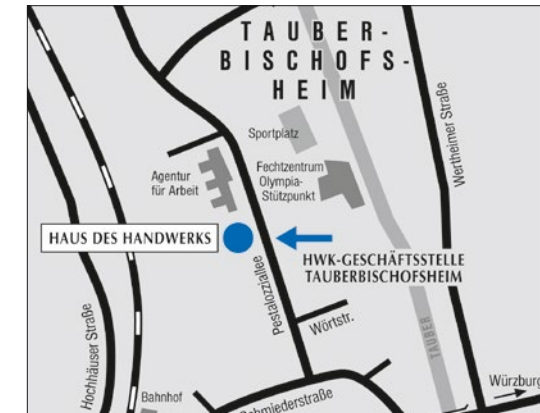 TAUBER-
BISCHOFS-
HEIM
Sportplatz
Wertheimer Straße
Agentur
für Arbeit
Fechtzentrum
Olympia-
Stützpunkt
HAUS DES HANDWERKS
HWK-GESCHÄFTSSTELLE
TAUBERBISCHOFSHEIM
Pestalozziallee
Wörtstr.
TAUBER
Hochhäuser Straße
Bahnhof
Würzburg